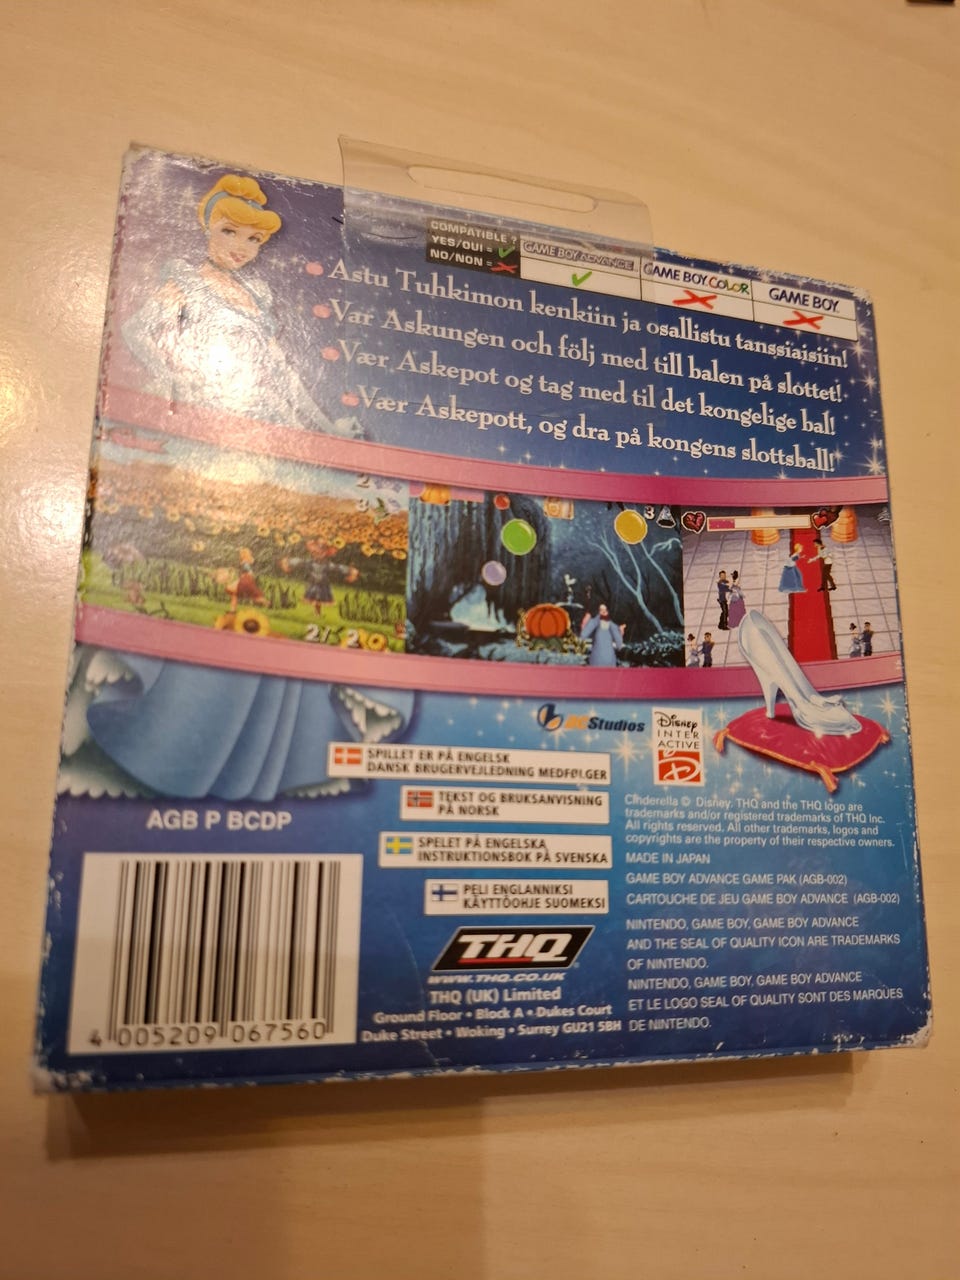 COMPATIBLE?
YES/OUI =
NO/NON =
GAME BOY ADVANCE
GAME BOY COLOR
GAME BOY
Astu Tuhkimon kenkiin ja osallistu tanssiaisiin!
Var Askungen och följ med till balen på slottet!
Vær Askepot og tag med til det kongelige bal!
Vær Askepott, og dra på kongens slottsball!
2
3
2/3 2
3
Studios
Disney
INTER
ACTIVE
SPILLET ER PÅ ENGELSK
DANSK BRUGERVEJLEDNING MEDFØLGER
TEKST OG BRUKSANVISNING
PÅ NORSK
SPELET PÅ ENGELSKA
INSTRUKTIONSBOK PÅ SVENSKA
PELI ENGLANNIKSI
KÄYTTÖOHJE SUOMEKSI
AGB P BCDP
4 005209 067560
THQ
WWW.THQ.CO.UK
THQ (UK) Limited
Ground Floor • Block A • Dukes Court
Duke Street • Woking • Surrey GU21 5BH
Cinderella © Disney. THQ and the THQ logo are
trademarks and/or registered trademarks of THQ Inc.
All rights reserved. All other trademarks, logos and
copyrights are the property of their respective owners.
MADE IN JAPAN
GAME BOY ADVANCE GAME PAK (AGB-002)
CARTOUCHE DE JEU GAME BOY ADVANCE (AGB-002)
NINTENDO, GAME BOY, GAME BOY ADVANCE
AND THE SEAL OF QUALITY ICON ARE TRADEMARKS
OF NINTENDO.
NINTENDO, GAME BOY, GAME BOY ADVANCE
ET LE LOGO SEAL OF QUALITY SONT DES MARQUES
DE NINTENDO.